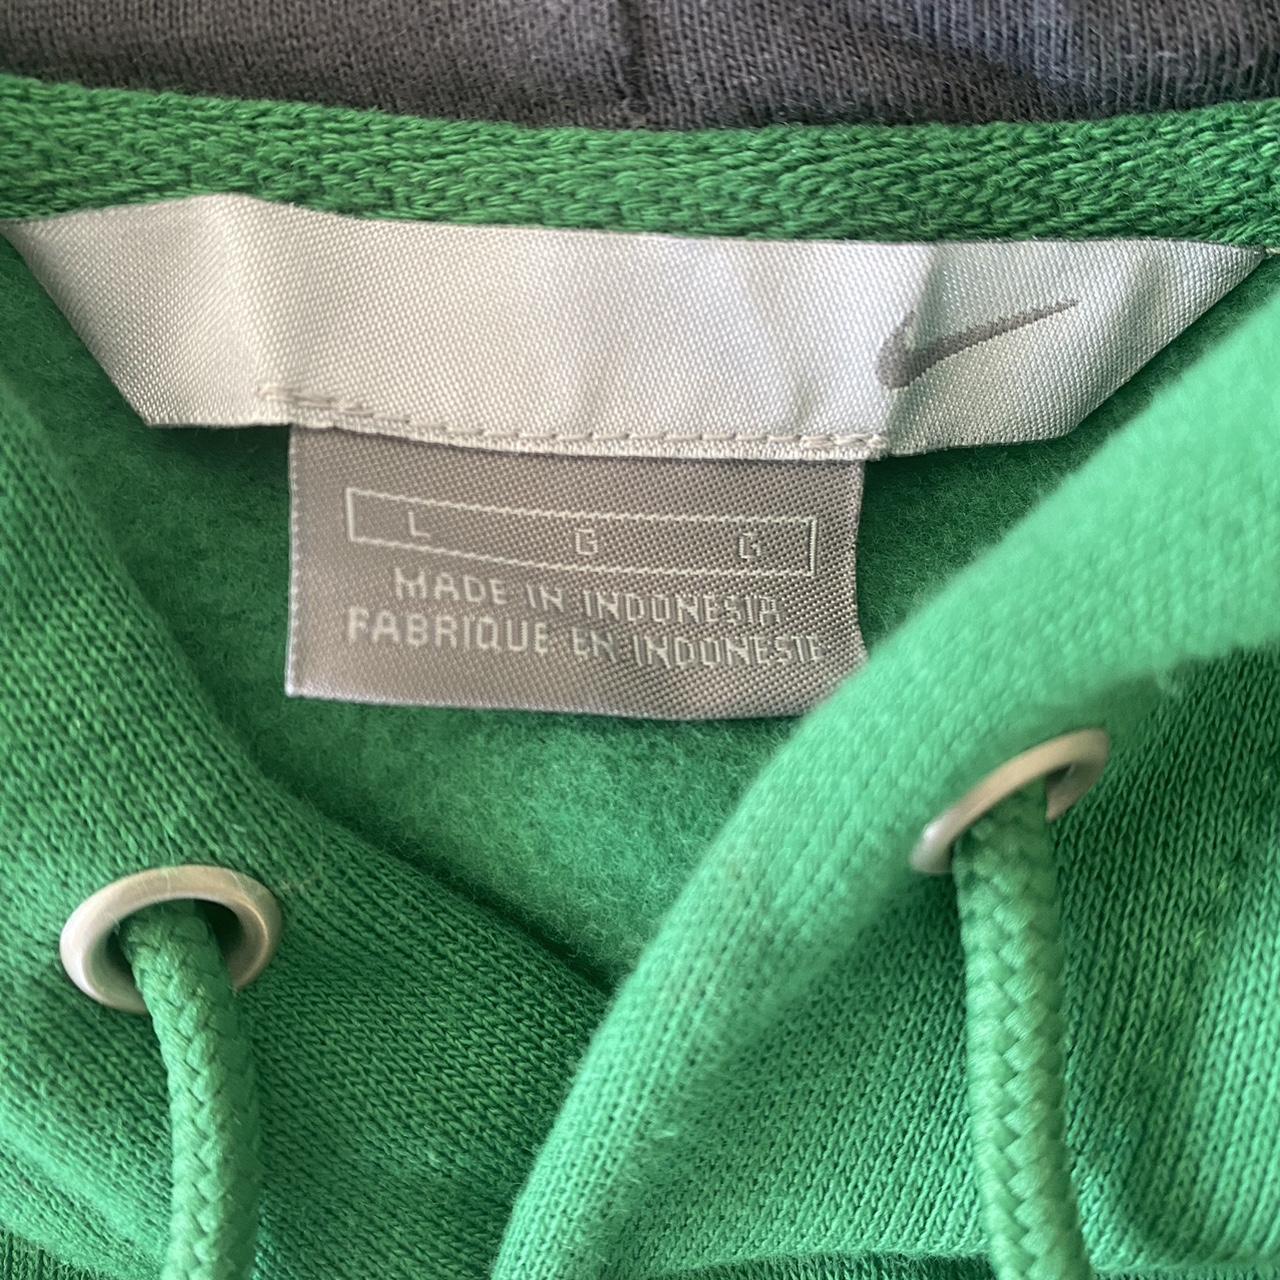 L G G
MADE IN INDONESIA
FABRIQUE EN INDONESIE